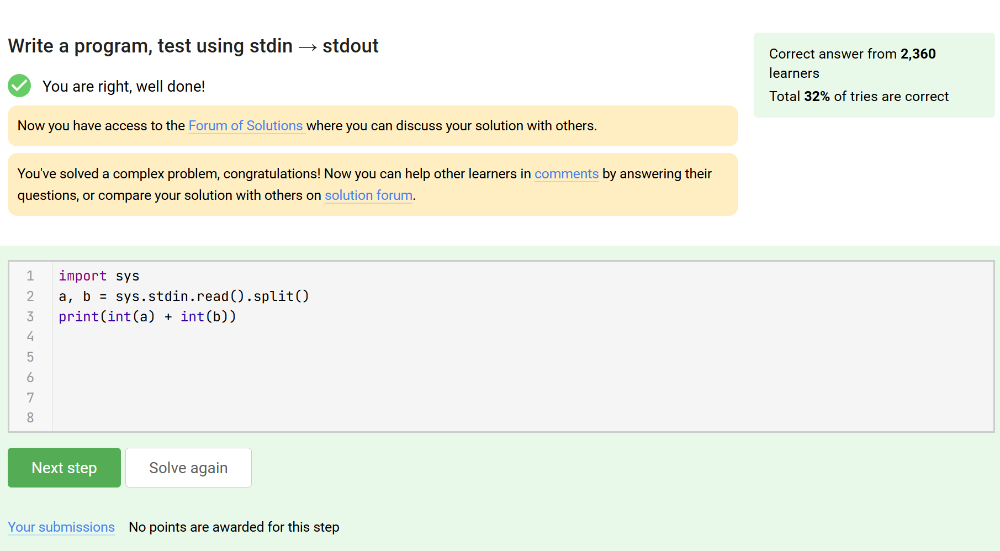 Write a program, test using stdin → stdout
You are right, well done!
Now you have access to the Forum of Solutions where you can discuss your solution with others.
You've solved a complex problem, congratulations! Now you can help other learners in comments by answering their
questions, or compare your solution with others on solution forum.
Correct answer from 2,360
learners
Total 32% of tries are correct
1 import sys
2 a, b = sys.stdin.read().split()
3 print(int(a) + int(b))
4
5
6
7
8
Next step
Solve again
Your submissions No points are awarded for this step